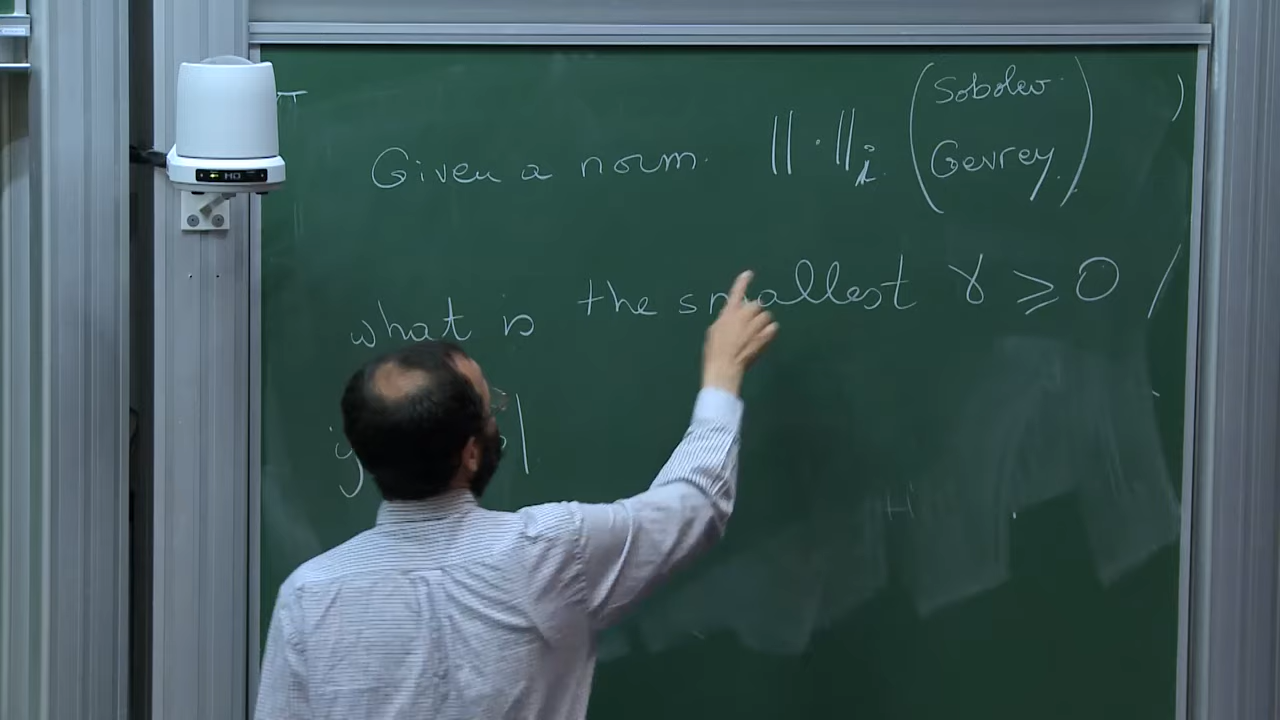 Given a norm ‖·‖ᵢ ( Sobolev
Gevrey ) )
what is the smallest γ ⩾ 0 /